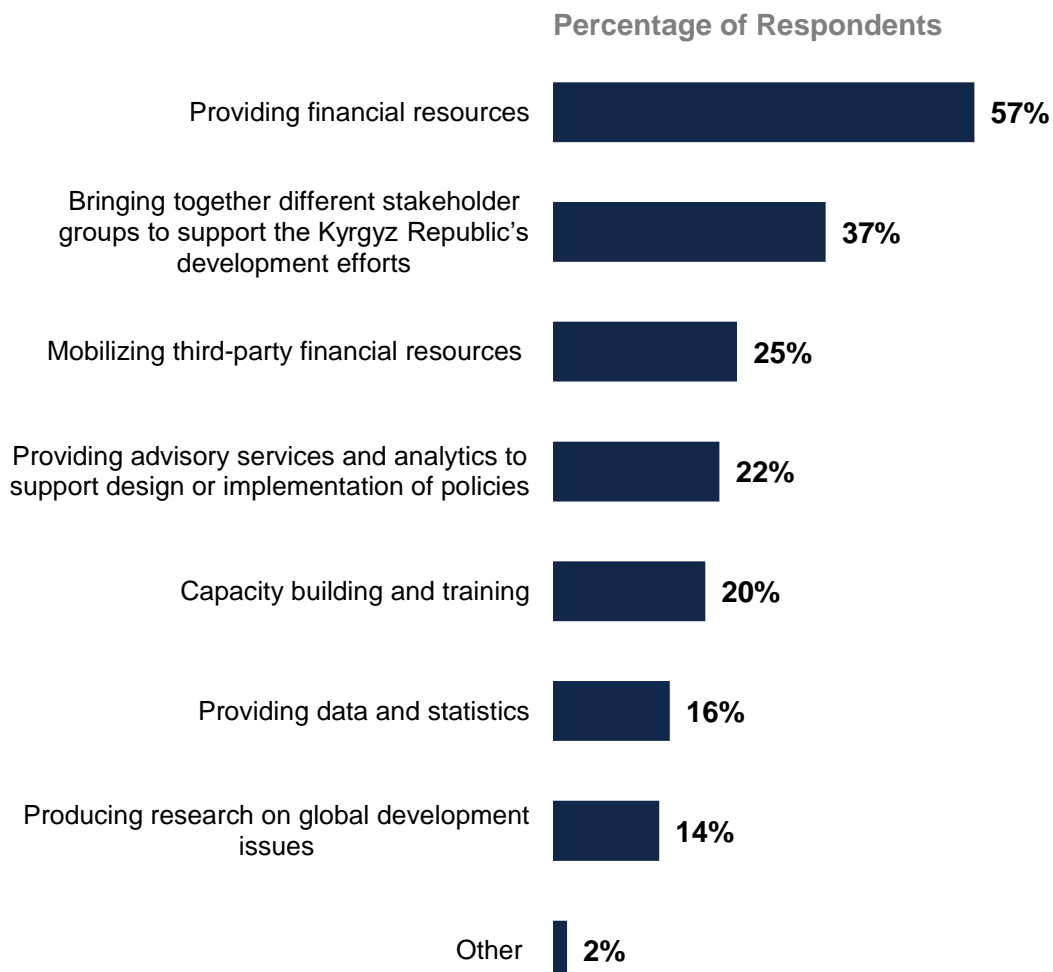 Percentage of Respondents
Providing financial resources
57%
Bringing together different stakeholder
groups to support the Kyrgyz Republic’s
development efforts
37%
Mobilizing third-party financial resources
25%
Providing advisory services and analytics to
support design or implementation of policies
22%
Capacity building and training
20%
Providing data and statistics
16%
Producing research on global development
issues
14%
Other
2%